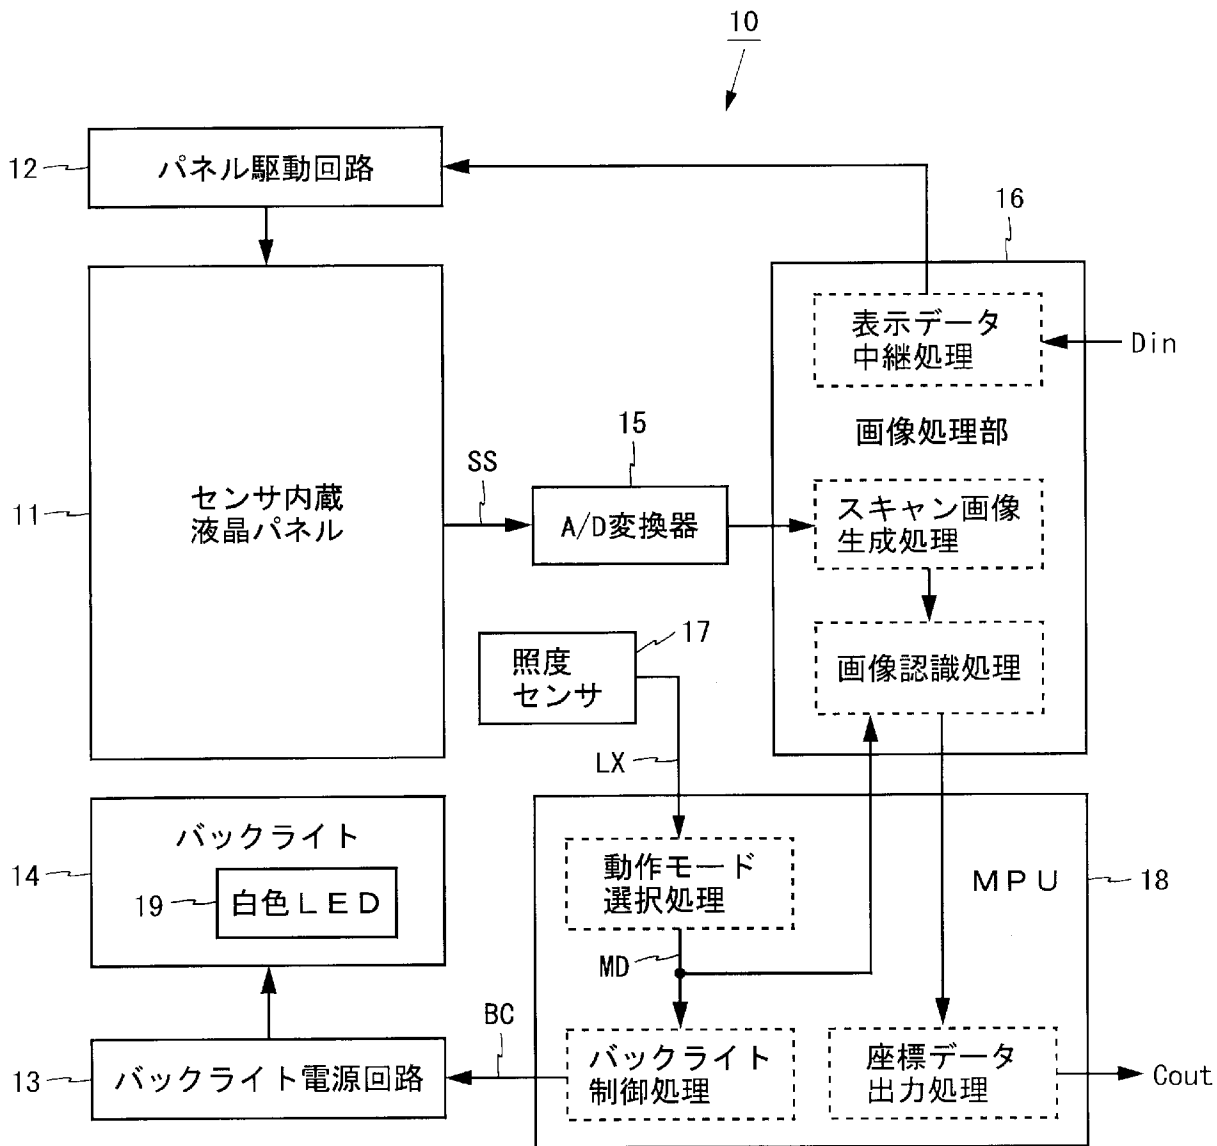 10
12
パネル駆動回路
16
表示データ
中継処理
Din
画像処理部
11
センサ内蔵
液晶パネル
SS
15
A/D変換器
スキャン画像
生成処理
17
照度
センサ
画像認識処理
LX
14
バックライト
19
白色LED
動作モード
選択処理
MPU
18
MD
BC
13
バックライト電源回路
バックライト
制御処理
座標データ
出力処理
Cout